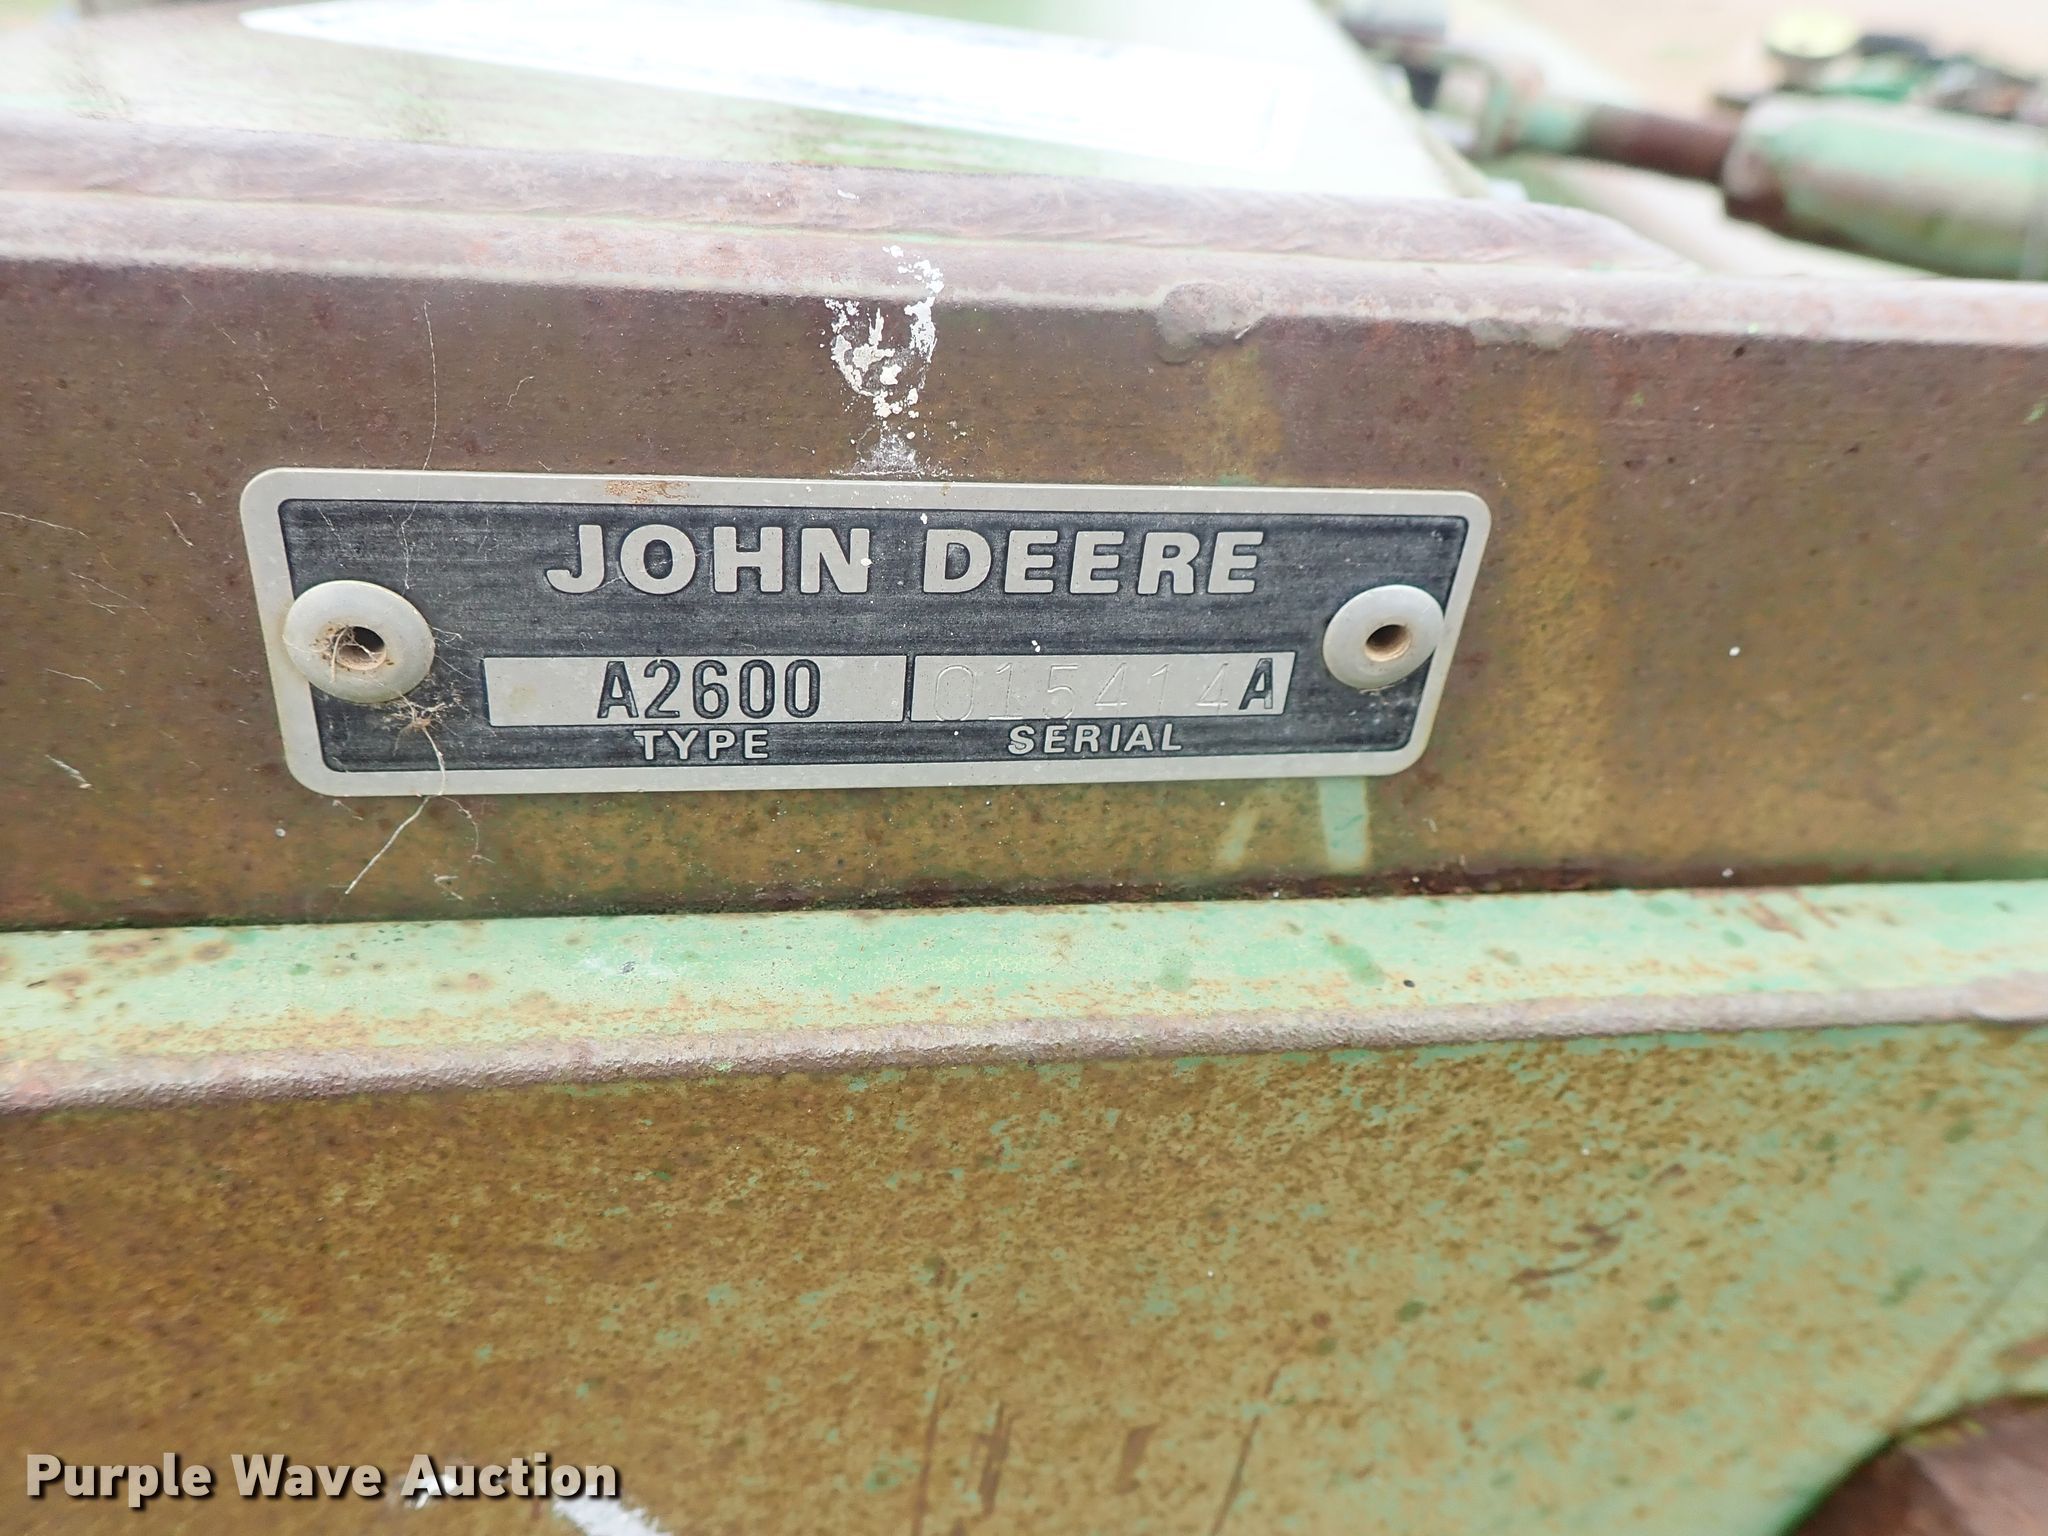 JOHN DEERE
A2600 015414A
TYPE SERIAL
Purple Wave Auction